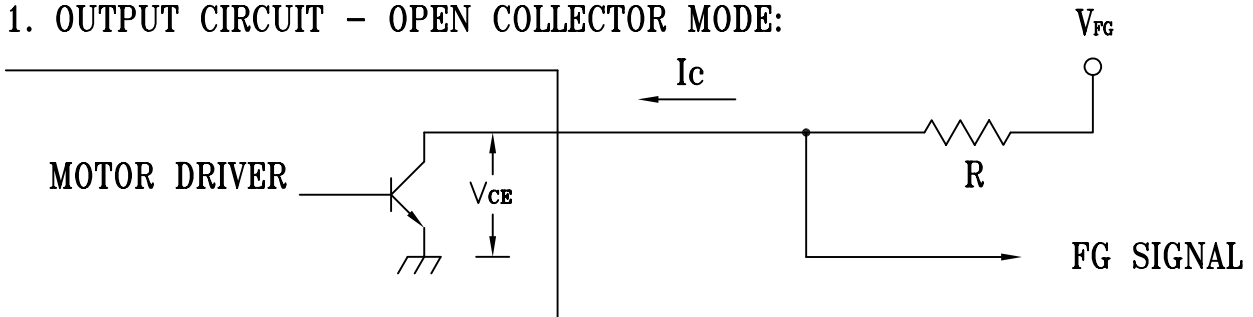 1. OUTPUT CIRCUIT - OPEN COLLECTOR MODE:
VFG
Ic
MOTOR DRIVER
VCE
R
FG SIGNAL